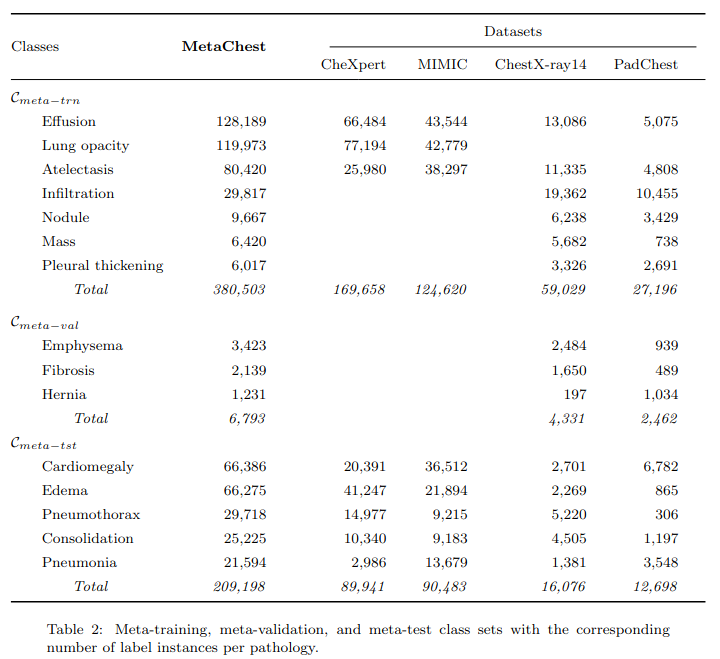 Datasets
Classes MetaChest
CheXpert MIMIC ChestX-ray14 PadChest
𝒞meta−trn
Effusion 128,189 66,484 43,544 13,086 5,075
Lung opacity 119,973 77,194 42,779
Atelectasis 80,420 25,980 38,297 11,335 4,808
Infiltration 29,817 19,362 10,455
Nodule 9,667 6,238 3,429
Mass 6,420 5,682 738
Pleural thickening 6,017 3,326 2,691
Total 380,503 169,658 124,620 59,029 27,196
𝒞meta−val
Emphysema 3,423 2,484 939
Fibrosis 2,139 1,650 489
Hernia 1,231 197 1,034
Total 6,793 4,331 2,462
𝒞meta−tst
Cardiomegaly 66,386 20,391 36,512 2,701 6,782
Edema 66,275 41,247 21,894 2,269 865
Pneumothorax 29,718 14,977 9,215 5,220 306
Consolidation 25,225 10,340 9,183 4,505 1,197
Pneumonia 21,594 2,986 13,679 1,381 3,548
Total 209,198 89,941 90,483 16,076 12,698
Table 2: Meta-training, meta-validation, and meta-test class sets with the corresponding
number of label instances per pathology.